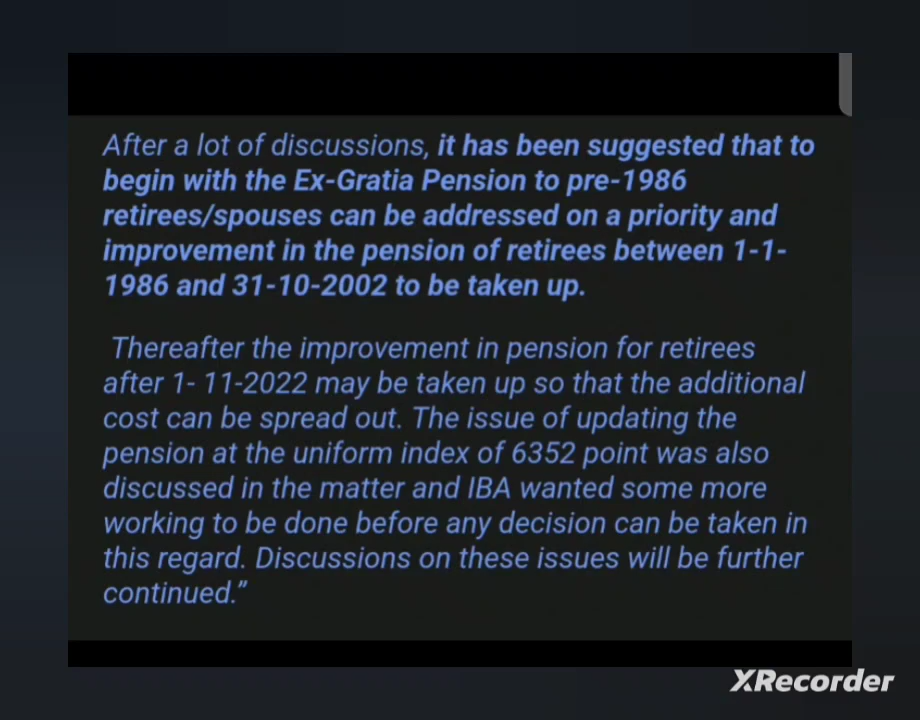 After a lot of discussions, it has been suggested that to
begin with the Ex-Gratia Pension to pre-1986
retirees/spouses can be addressed on a priority and
improvement in the pension of retirees between 1-1-
1986 and 31-10-2002 to be taken up.
Thereafter the improvement in pension for retirees
after 1- 11-2022 may be taken up so that the additional
cost can be spread out. The issue of updating the
pension at the uniform index of 6352 point was also
discussed in the matter and IBA wanted some more
working to be done before any decision can be taken in
this regard. Discussions on these issues will be further
continued.”
XRecorder